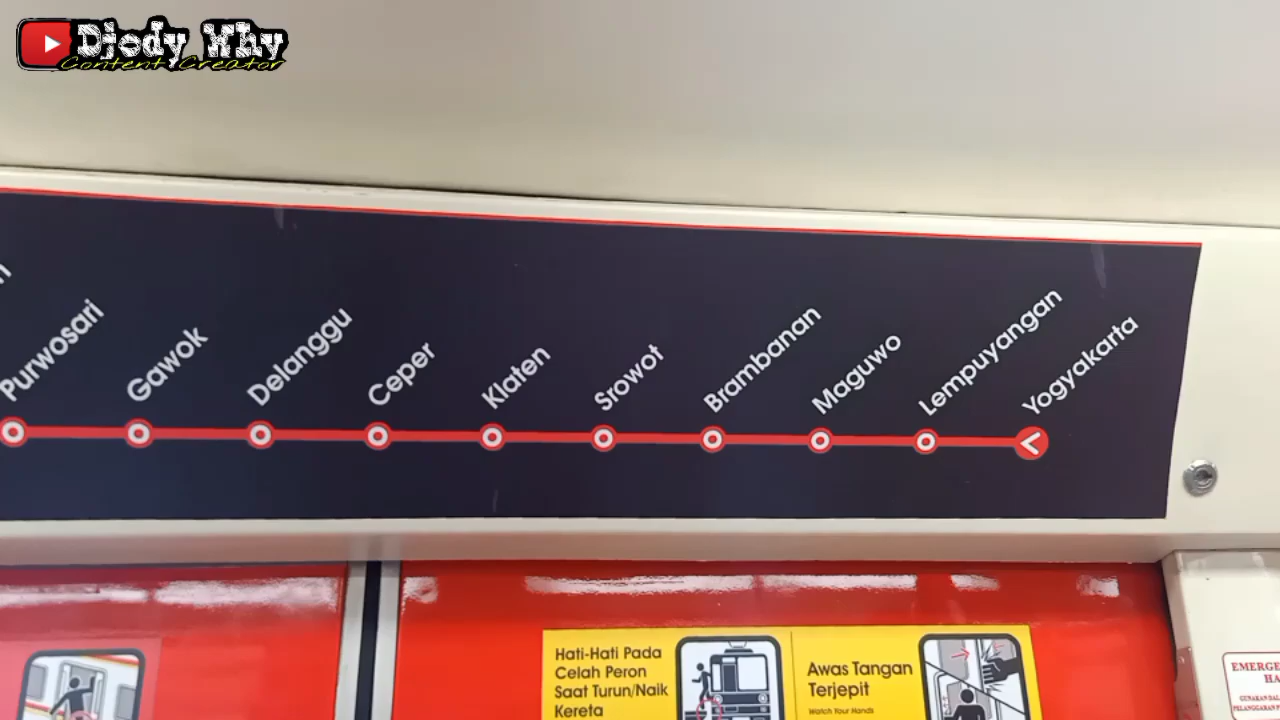 Djody Why
Content Creator
Purwosari
Gawok
Delanggu
Ceper
Klaten
Srowot
Brambanan
Maguwo
Lempuyangan
Yogyakarta
Hati-Hati Pada
Celah Peron
Saat Turun/Naik
Kereta
Awas Tangan
Terjepit
Watch Your Hands